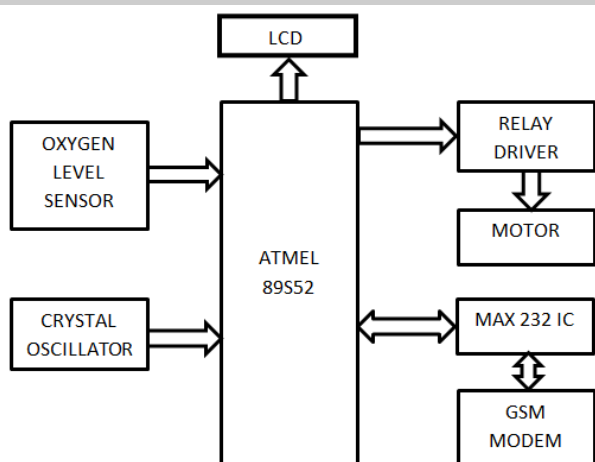 LCD
OXYGEN
LEVEL
SENSOR
RELAY
DRIVER
MOTOR
ATMEL
89S52
CRYSTAL
OSCILLATOR
MAX 232 IC
GSM
MODEM